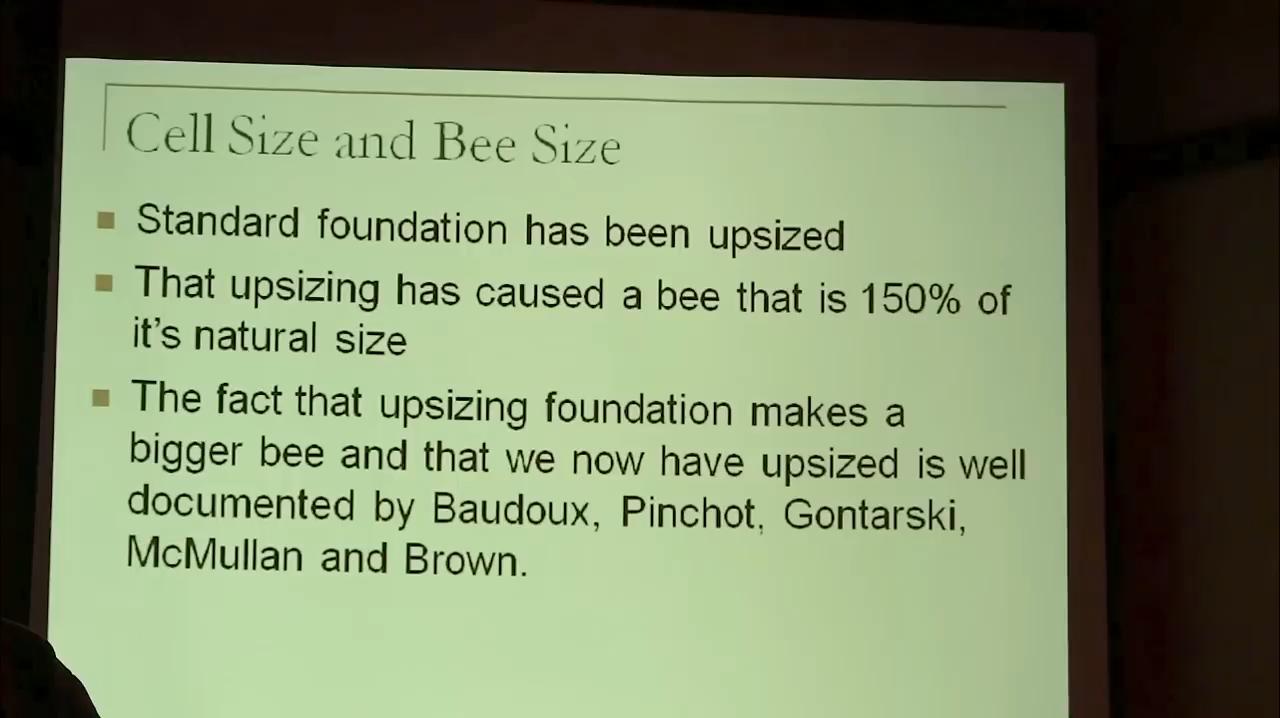 Cell Size and Bee Size
Standard foundation has been upsized
That upsizing has caused a bee that is 150% of
it's natural size
The fact that upsizing foundation makes a
bigger bee and that we now have upsized is well
documented by Baudoux, Pinchot, Gontarski,
McMullan and Brown.